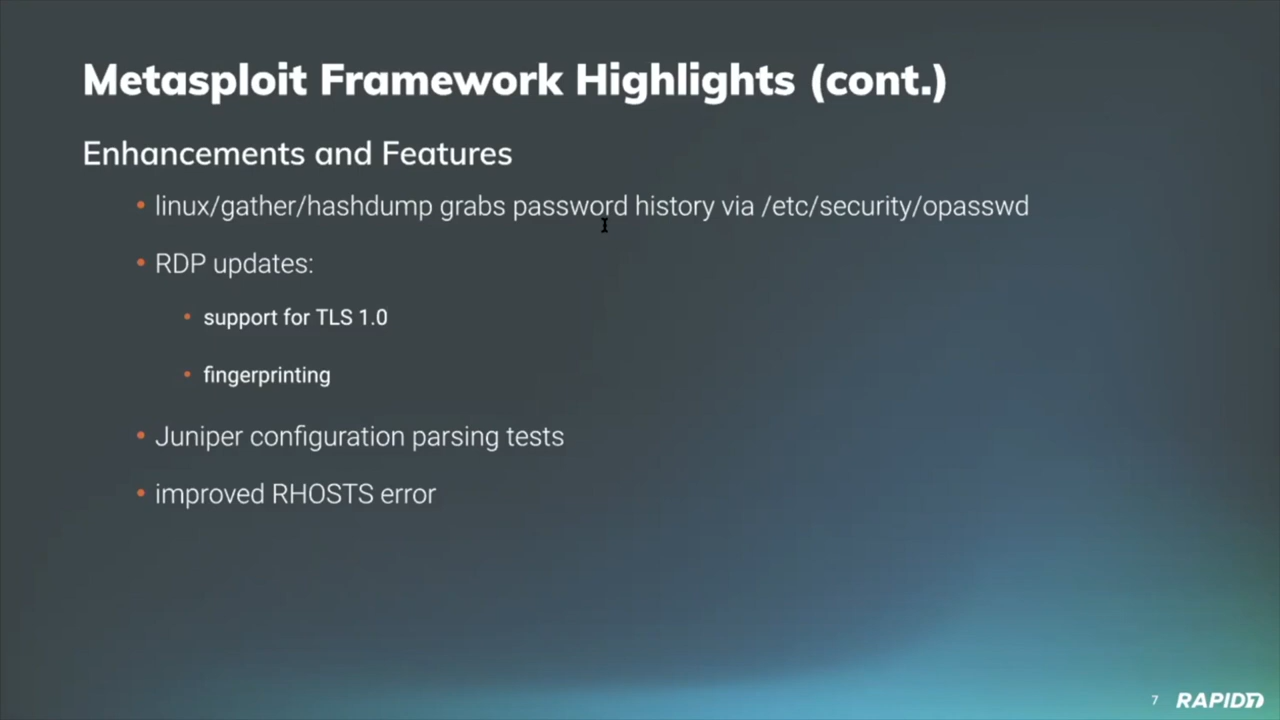 Metasploit Framework Highlights (cont.)
Enhancements and Features
• linux/gather/hashdump grabs password history via /etc/security/opasswd
• RDP updates:
• support for TLS 1.0
• fingerprinting
• Juniper configuration parsing tests
• improved RHOSTS error
7 RAPID7